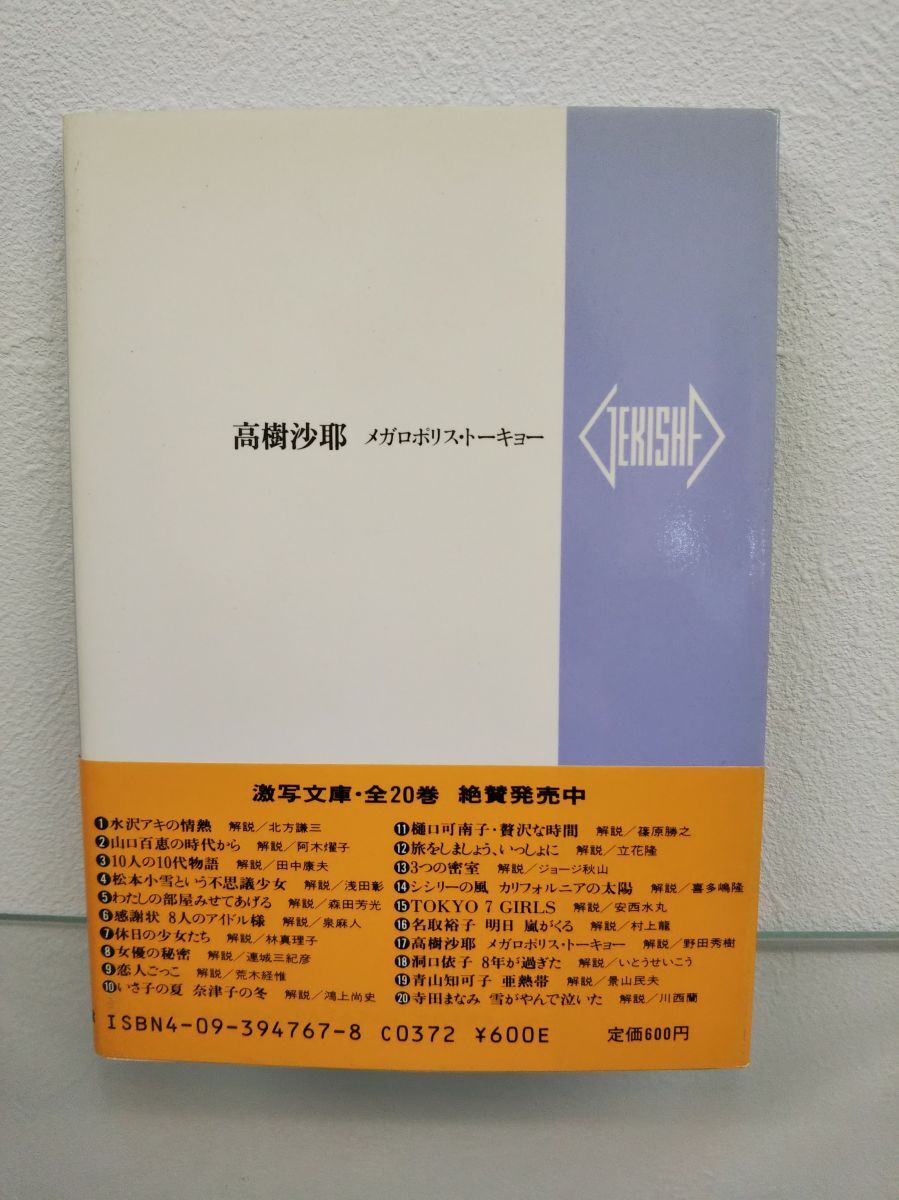 高樹沙耶 メガロポリス・トーキョー
GEKISHA
激写文庫・全20巻 絶賛発売中
❶水沢アキの情熱 解説／北方謙三
❷山口百恵の時代から 解説／阿木燿子
❸10人の10代物語 解説／田中康夫
❹松本小雪という不思議少女 解説／浅田彰
❺わたしの部屋みせてあげる 解説／森田芳光
❻感謝状 8人のアイドル様 解説／泉麻人
❼休日の少女たち 解説／林真理子
❽女優の秘密 解説／連城三紀彦
❾恋人ごっこ 解説／荒木経惟
❿いさ子の夏 奈津子の冬 解説／鴻上尚史
⓫樋口可南子・贅沢な時間 解説／篠原勝之
⓬旅をしましょう、いっしょに 解説／立花隆
⓭3つの密室 解説／ジョージ秋山
⓮シシリーの風 カリフォルニアの太陽 解説／喜多嶋隆
⓯TOKYO 7 GIRLS 解説／安西水丸
⓰名取裕子 明日 嵐がくる 解説／村上龍
⓱高樹沙耶 メガロポリス・トーキョー 解説／野田秀樹
⓲洞口依子 8年が過ぎた 解説／いとうせいこう
⓳青山知可子 亜熱帯 解説／景山民夫
⓴寺田まなみ 雪がやんで泣いた 解説／川西蘭
ISBN4-09-394767-8 C0372 ¥600E 定価600円